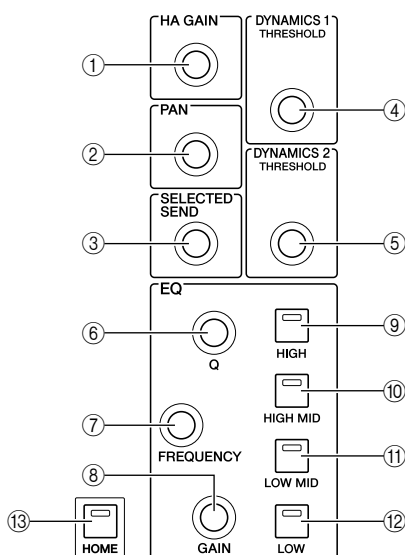 HA GAIN
DYNAMICS 1
THRESHOLD
①
④
PAN
②
DYNAMICS 2
THRESHOLD
SELECTED
SEND
③
⑤
EQ
⑥
Q
⑨
HIGH
⑩
HIGH MID
⑦
FREQUENCY
⑪
LOW MID
⑧
GAIN
⑫
LOW
⑬
HOME